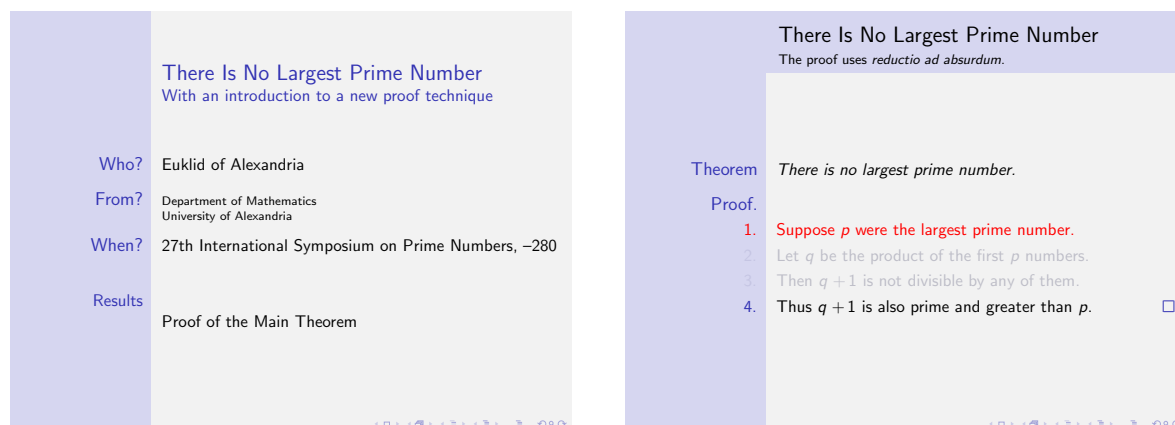 There Is No Largest Prime Number
With an introduction to a new proof technique
Who? Euklid of Alexandria
From? Department of Mathematics
University of Alexandria
When? 27th International Symposium on Prime Numbers, –280
Results
Proof of the Main Theorem
There Is No Largest Prime Number
The proof uses reductio ad absurdum.
Theorem There is no largest prime number.
Proof.
1. Suppose p were the largest prime number.
2. Let q be the product of the first p numbers.
3. Then q + 1 is not divisible by any of them.
4. Thus q + 1 is also prime and greater than p. □